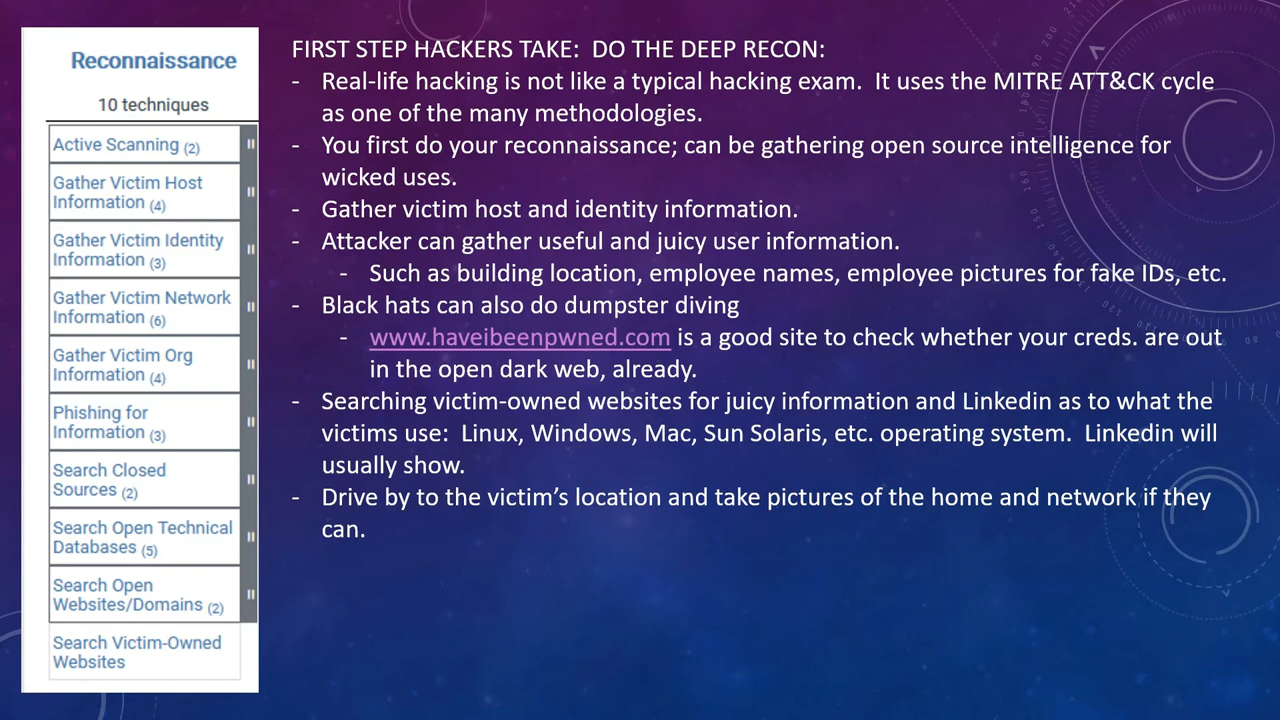 Reconnaissance
10 techniques
Active Scanning (2)
Gather Victim Host
Information (4)
Gather Victim Identity
Information (3)
Gather Victim Network
Information (6)
Gather Victim Org
Information (4)
Phishing for
Information (3)
Search Closed
Sources (2)
Search Open Technical
Databases (5)
Search Open
Websites/Domains (2)
Search Victim-Owned
Websites
FIRST STEP HACKERS TAKE: DO THE DEEP RECON:
- Real-life hacking is not like a typical hacking exam. It uses the MITRE ATT&CK cycle
as one of the many methodologies.
- You first do your reconnaissance; can be gathering open source intelligence for
wicked uses.
- Gather victim host and identity information.
- Attacker can gather useful and juicy user information.
- Such as building location, employee names, employee pictures for fake IDs, etc.
- Black hats can also do dumpster diving
- www.haveibeenpwned.com is a good site to check whether your creds. are out
in the open dark web, already.
- Searching victim-owned websites for juicy information and Linkedin as to what the
victims use: Linux, Windows, Mac, Sun Solaris, etc. operating system. Linkedin will
usually show.
- Drive by to the victim's location and take pictures of the home and network if they
can.